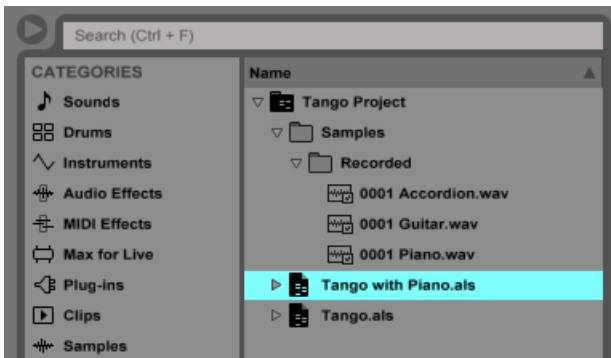 Search (Ctrl + F)
CATEGORIES
Sounds
Drums
Instruments
Audio Effects
MIDI Effects
Max for Live
Plug-ins
Clips
Samples
Name
Tango Project
Samples
Recorded
0001 Accordion.wav
0001 Guitar.wav
0001 Piano.wav
Tango with Piano.als
Tango.als